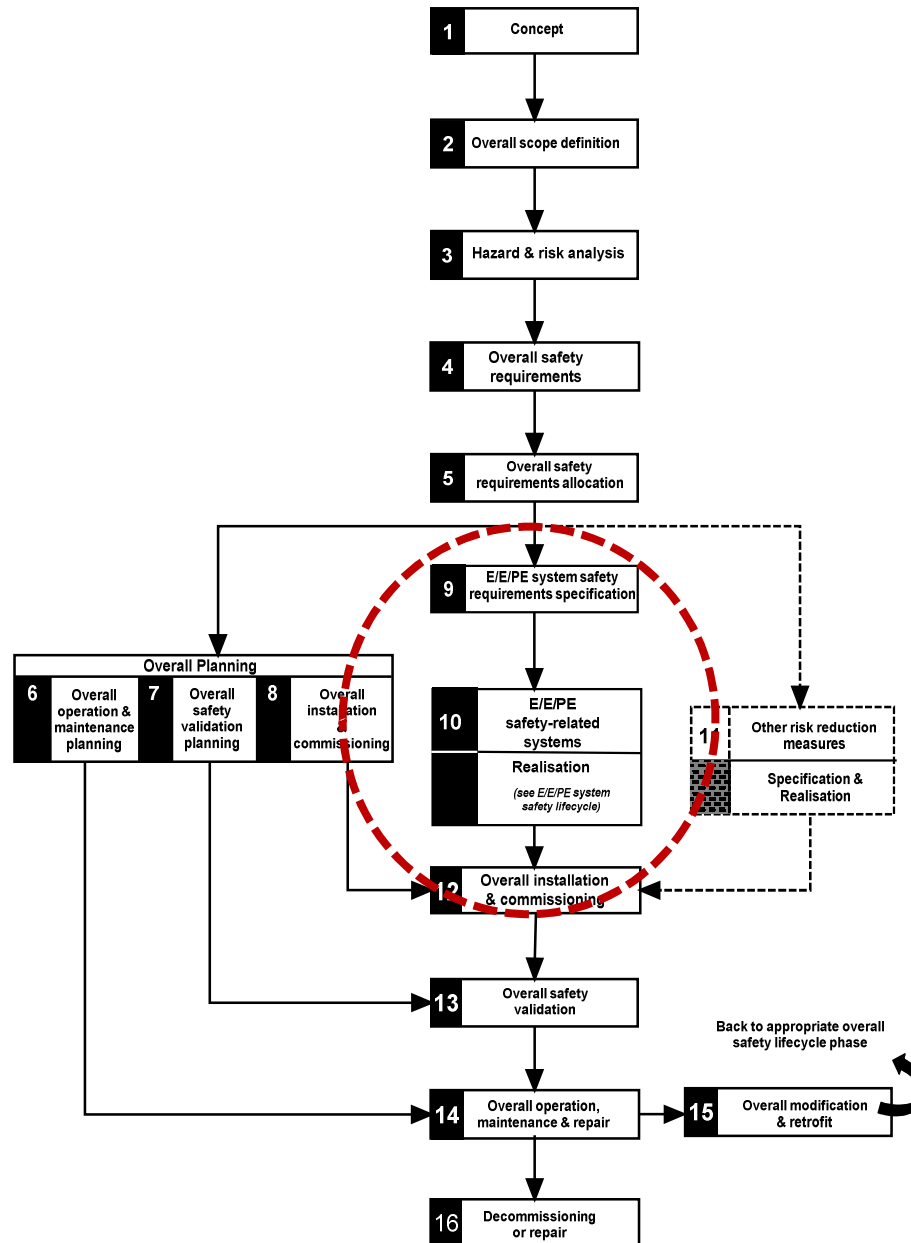 1
Concept
2
Overall scope definition
3
Hazard & risk analysis
4
Overall safety
requirements
5
Overall safety
requirements allocation
9
E/E/PE system safety
requirements specification
Overall Planning
6
Overall
operation &
maintenance
planning
7
Overall
safety
validation
planning
8
Overall
installation
&
commissioning
10
E/E/PE
safety-related
systems
Realisation
(see E/E/PE system
safety lifecycle)
11
Other risk reduction
measures
Specification &
Realisation
12
Overall installation
& commissioning
13
Overall safety
validation
Back to appropriate overall
safety lifecycle phase
14
Overall operation,
maintenance & repair
15
Overall modification
& retrofit
16
Decommissioning
or repair